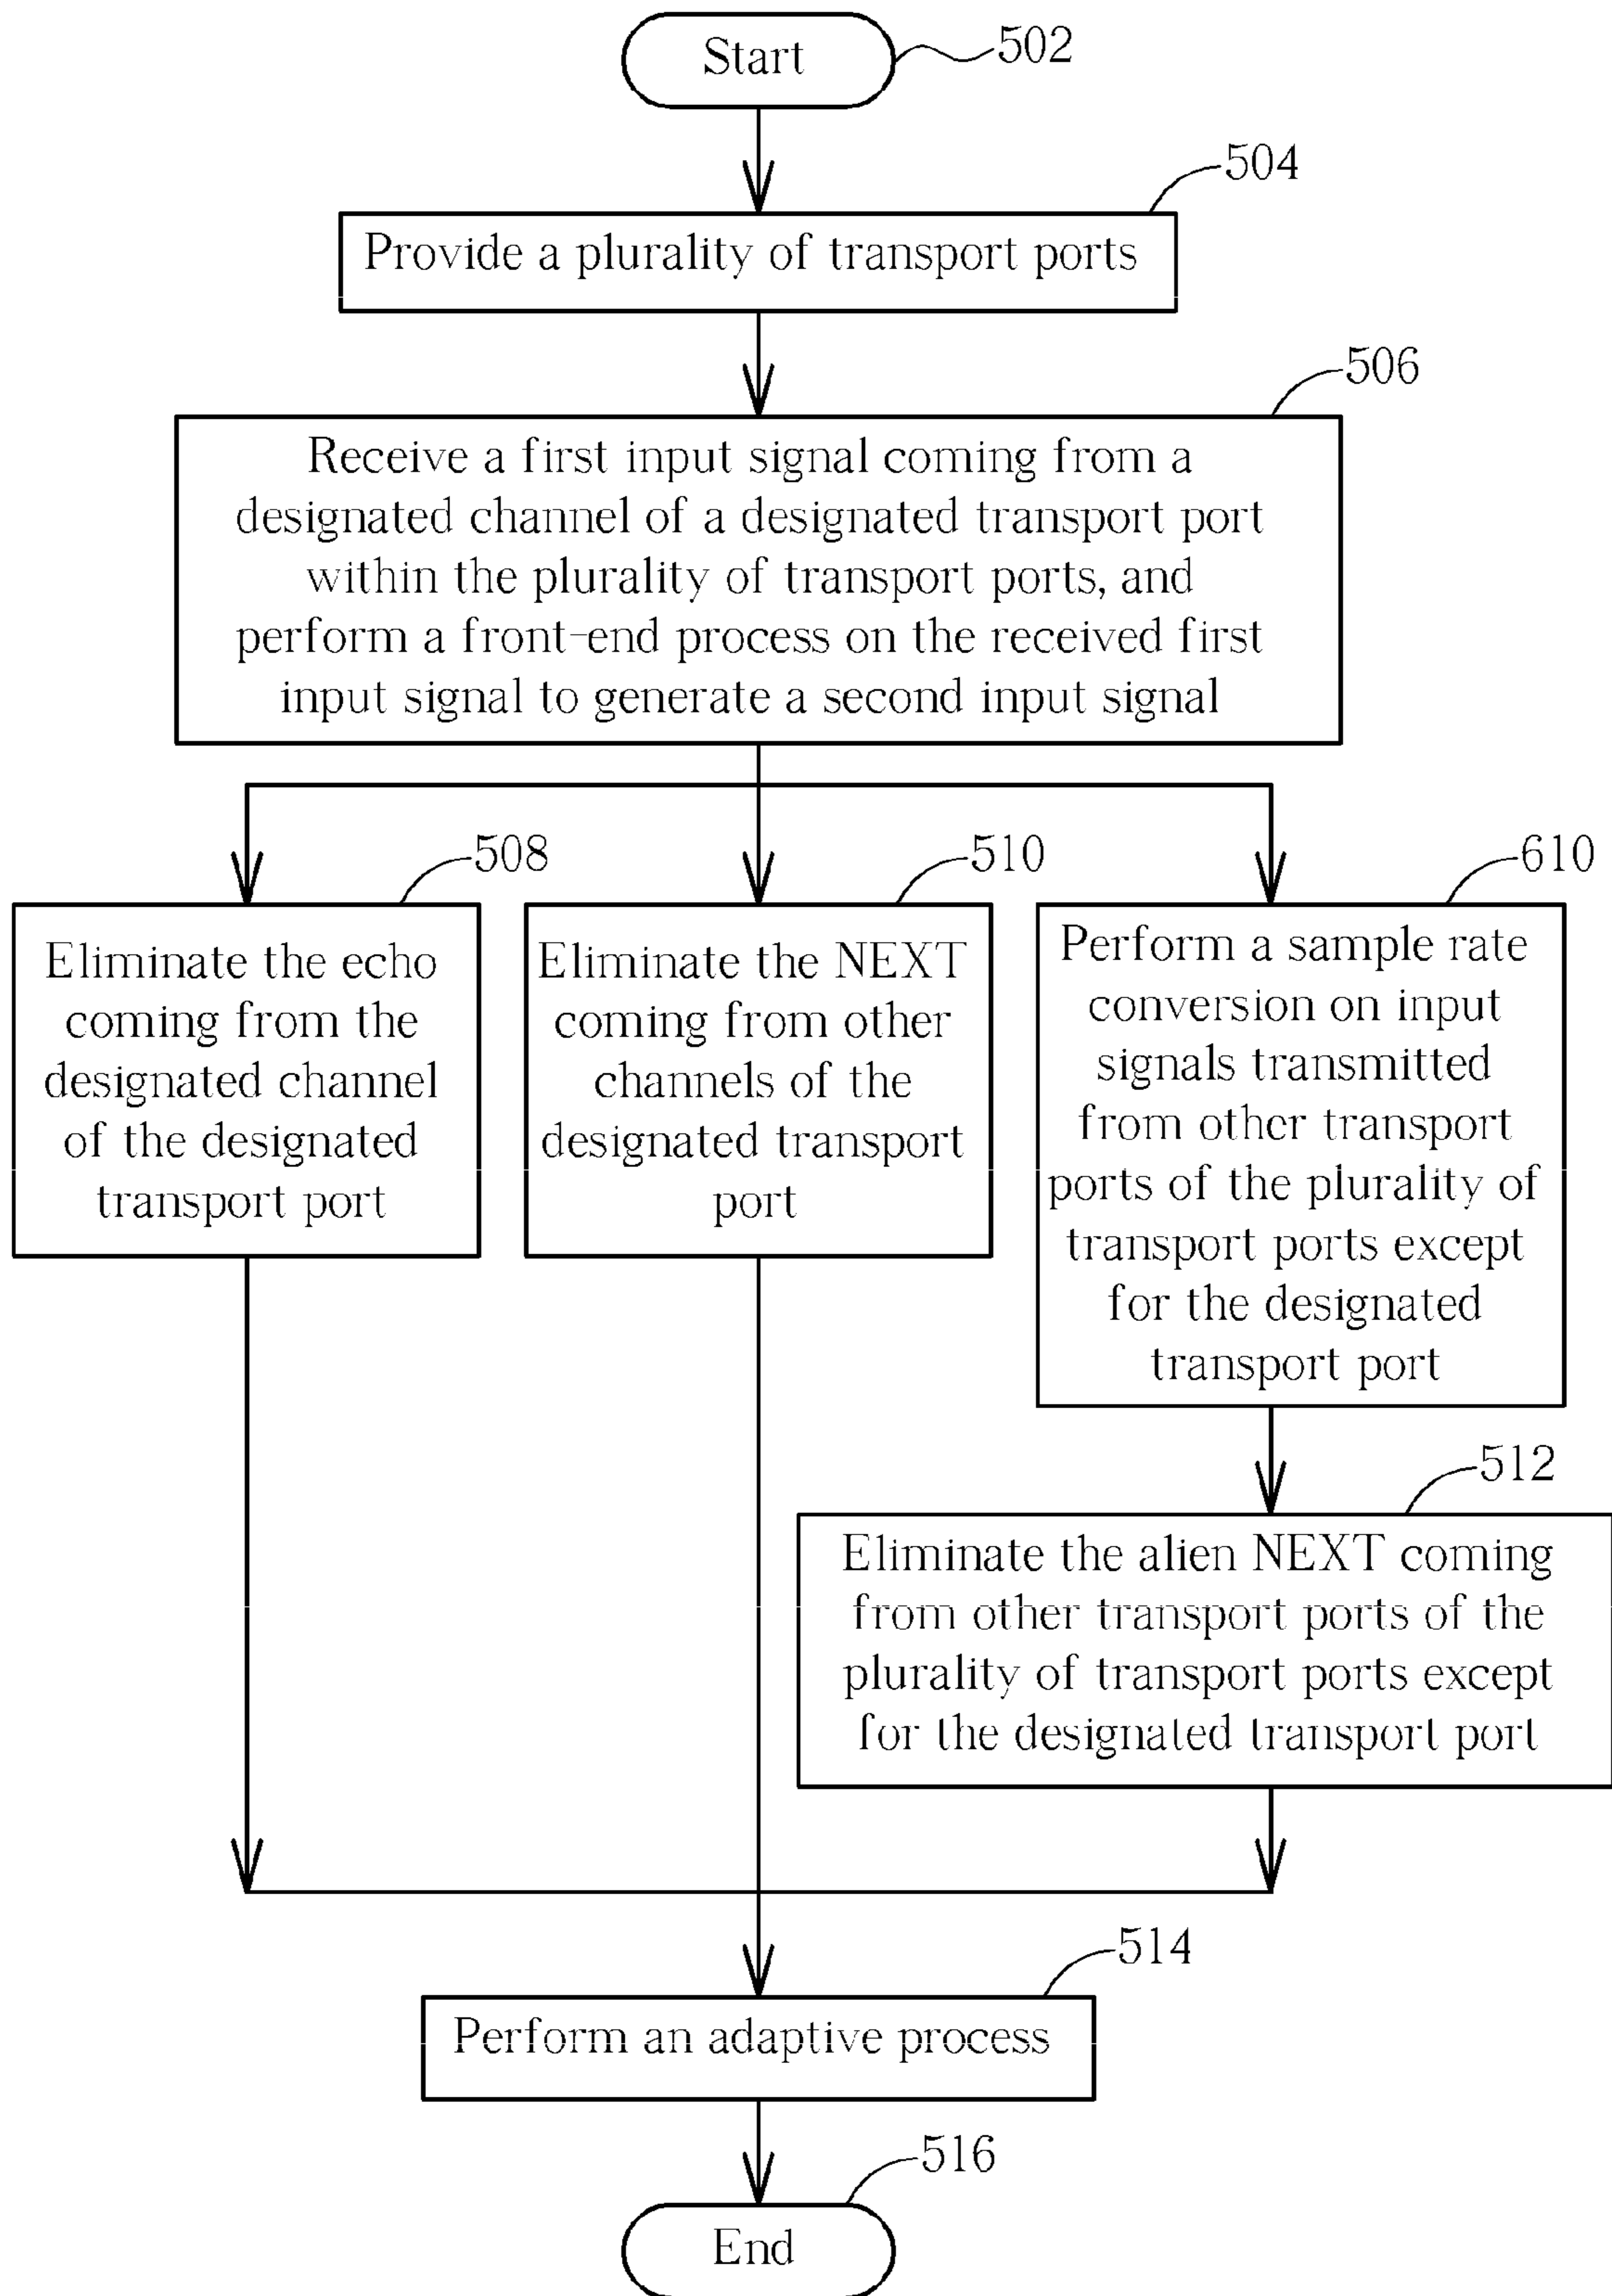 Start
502
504
Provide a plurality of transport ports
506
Receive a first input signal coming from a
designated channel of a designated transport port
within the plurality of transport ports, and
perform a front-end process on the received first
input signal to generate a second input signal
508
Eliminate the echo
coming from the
designated channel
of the designated
transport port
510
Eliminate the NEXT
coming from other
channels of the
designated transport
port
610
Perform a sample rate
conversion on input
signals transmitted
from other transport
ports of the plurality of
transport ports except
for the designated
transport port
512
Eliminate the alien NEXT coming
from other transport ports of the
plurality of transport ports except
for the designated transport port
514
Perform an adaptive process
516
End